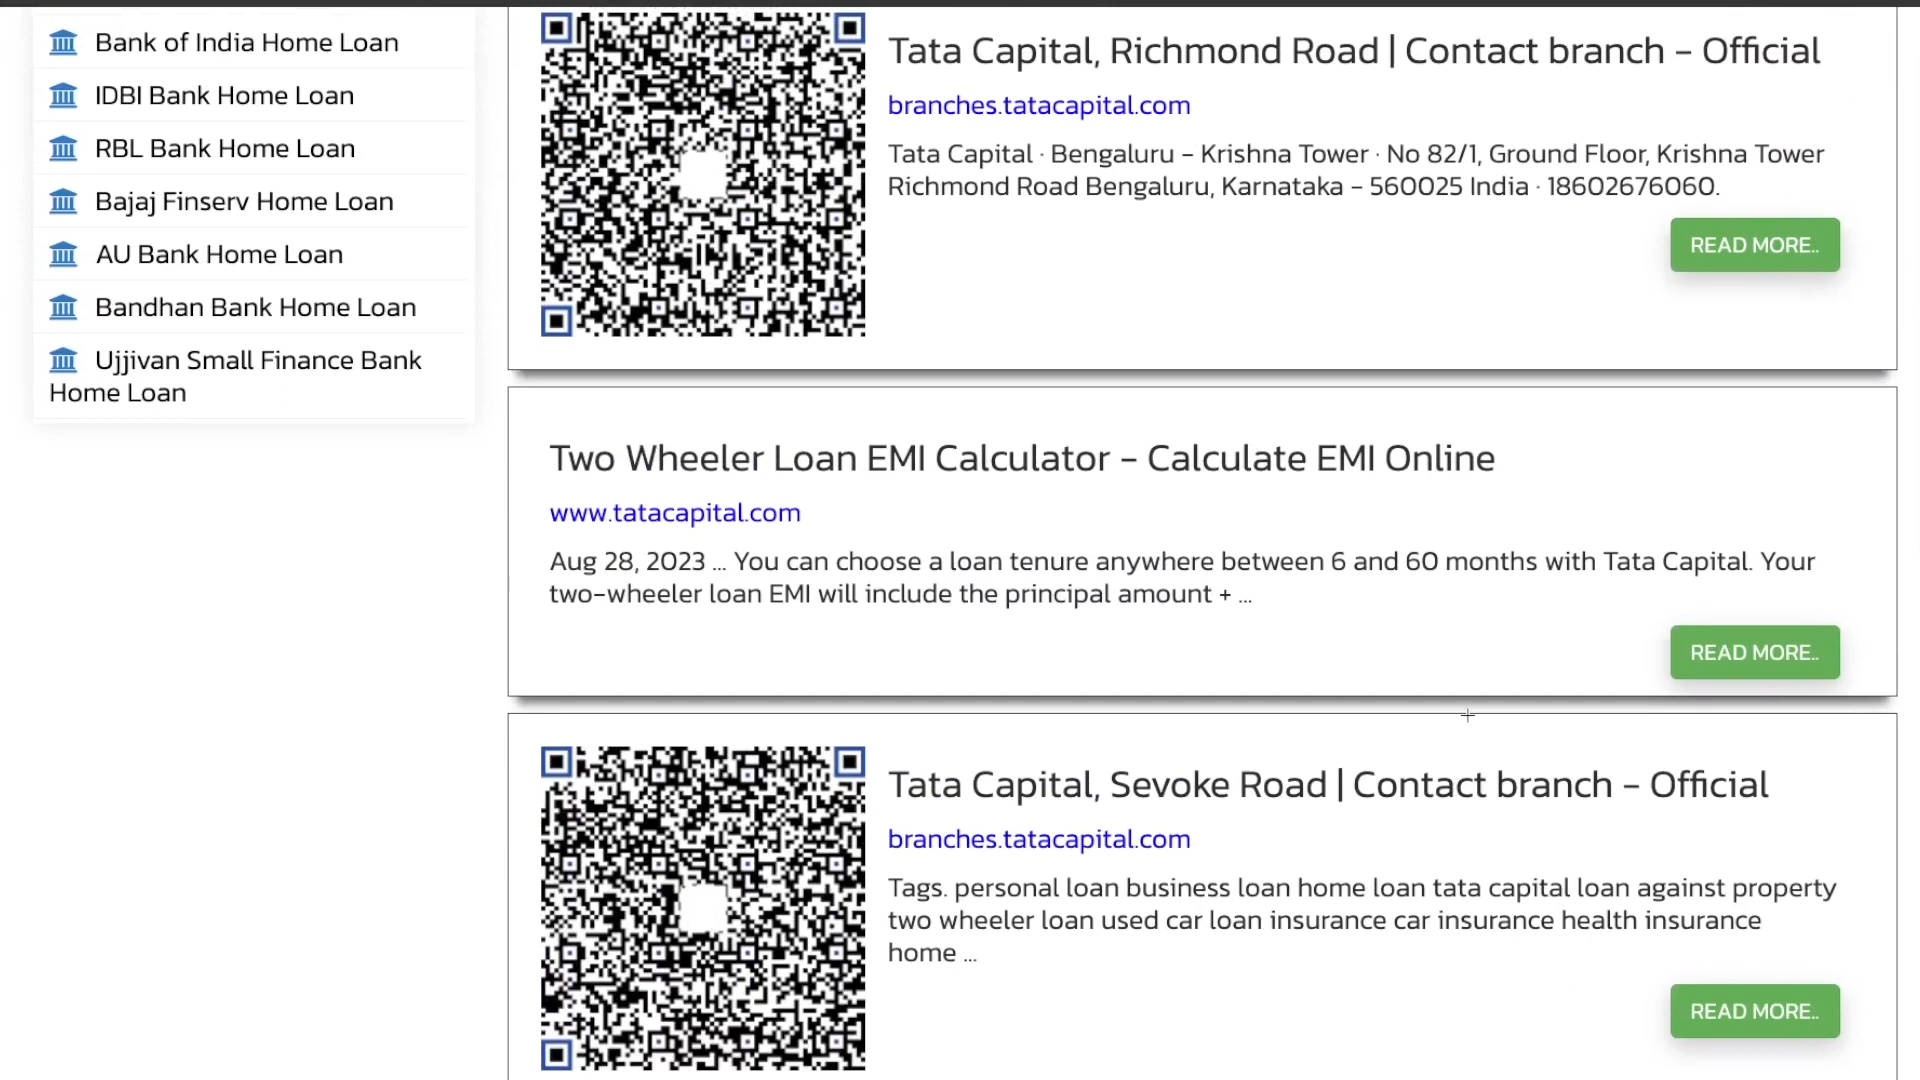 Bank of India Home Loan
IDBI Bank Home Loan
RBL Bank Home Loan
Bajaj Finserv Home Loan
AU Bank Home Loan
Bandhan Bank Home Loan
Ujjivan Small Finance Bank
Home Loan
Tata Capital, Richmond Road | Contact branch - Official
branches.tatacapital.com
Tata Capital · Bengaluru - Krishna Tower · No 82/1, Ground Floor, Krishna Tower
Richmond Road Bengaluru, Karnataka - 560025 India · 18602676060.
READ MORE..
Two Wheeler Loan EMI Calculator - Calculate EMI Online
www.tatacapital.com
Aug 28, 2023 ... You can choose a loan tenure anywhere between 6 and 60 months with Tata Capital. Your
two-wheeler loan EMI will include the principal amount + ...
READ MORE..
Tata Capital, Sevoke Road | Contact branch - Official
branches.tatacapital.com
Tags. personal loan business loan home loan tata capital loan against property
two wheeler loan used car loan insurance car insurance health insurance
home ...
READ MORE..